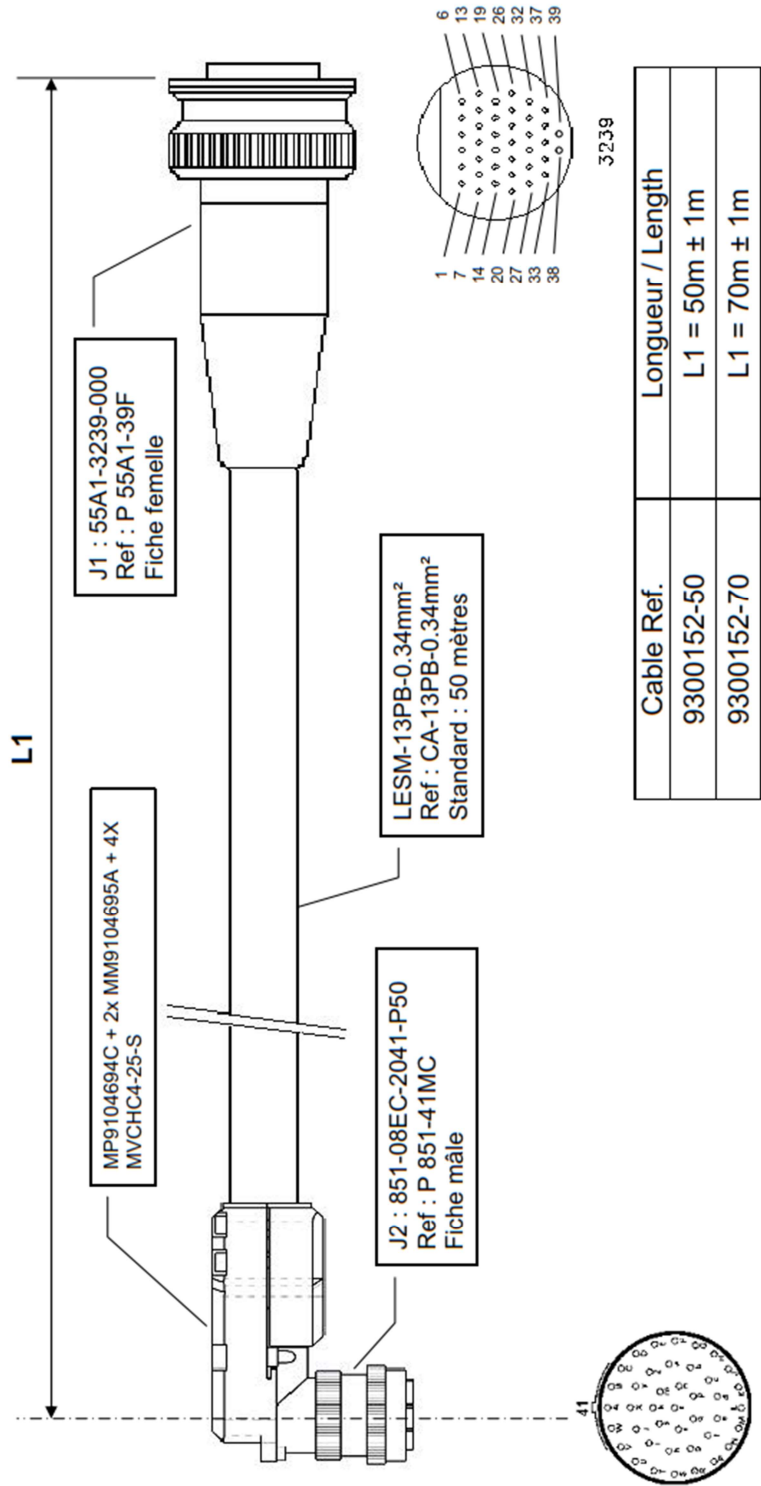 L1
MP9104694C + 2x MM9104695A + 4X
MVCHC4-25-S
J1 : 55A1-3239-000
Ref : P 55A1-39F
Fiche femelle
LESM-13PB-0.34mm²
Ref : CA-13PB-0.34mm²
Standard : 50 mètres
J2 : 851-08EC-2041-P50
Ref : P 851-41MC
Fiche mâle
41
1
7
14
20
27
33
38
6
13
19
26
32
37
39
3239
Cable Ref. Longueur / Length
9300152-50 L1 = 50m ± 1m
9300152-70 L1 = 70m ± 1m